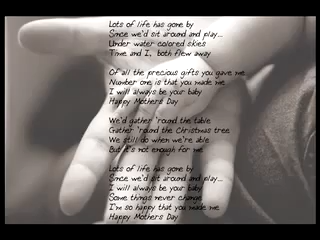 Lots of life has gone by
Since we'd sit around and play...
Under water colored skies
Time and I, both flew away
Of all the precious gifts you gave me
Number one is that you made me
I will always be your baby
Happy Mother's Day
We'd gather 'round the table
Gather 'round the Christmas tree
We still do when we're able
But it's not enough for me
Lots of life has gone by
Since we'd sit around and play...
I will always be your baby
Some things never change
I'm so happy that you made me
Happy Mother's Day